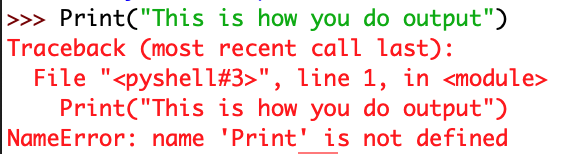 >>> Print("This is how you do output")
Traceback (most recent call last):
  File "<pyshell#3>", line 1, in <module>
    Print("This is how you do output")
NameError: name 'Print' is not defined